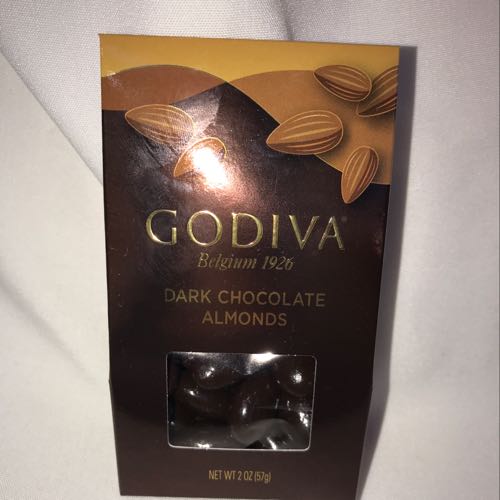 GODIVA®
Belgium 1926
DARK CHOCOLATE
ALMONDS
NET WT 2 OZ (57g)